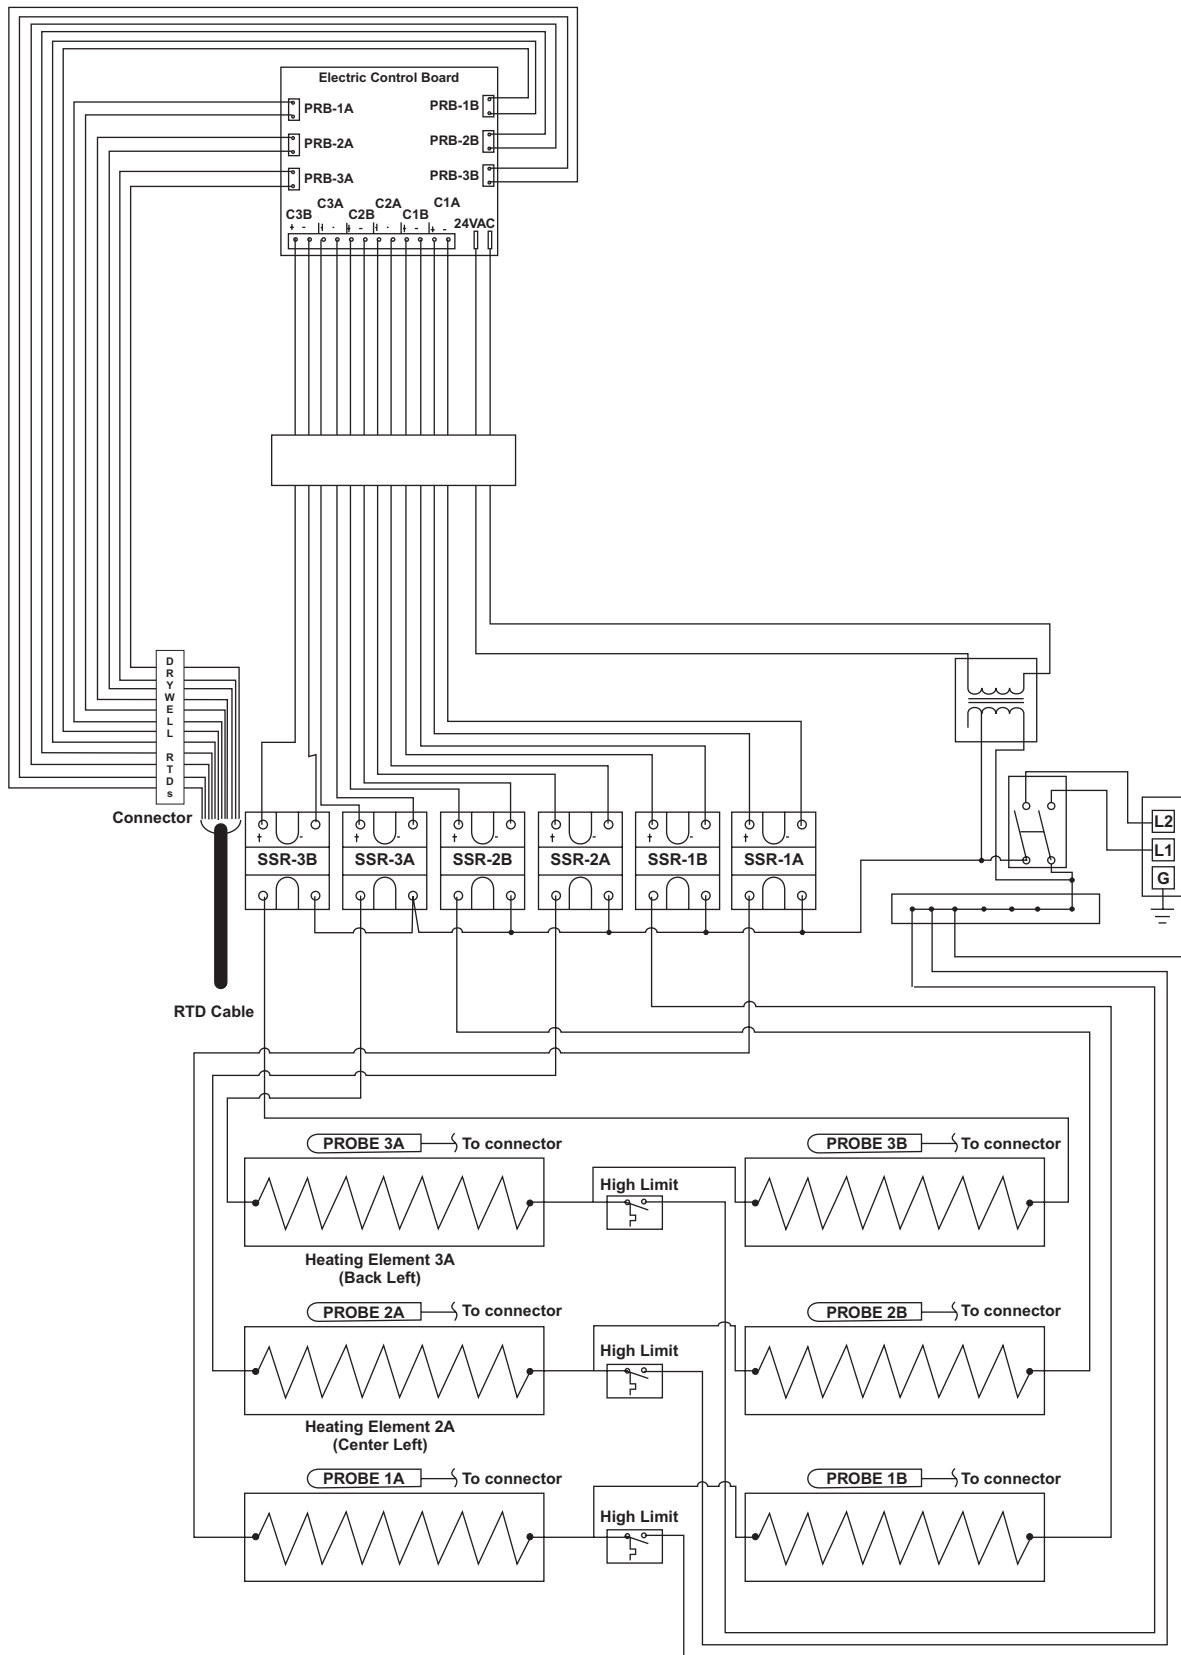 Electric Control Board
PRB-1A
PRB-1B
PRB-2A
PRB-2B
PRB-3A
PRB-3B
C3B C3A C2B C2A C1B C1A 24VAC
+ - + - + - + - + - + -
DRYWELL RTDs
Connector
RTD Cable
+ - + - + - + - + - + -
SSR-3B SSR-3A SSR-2B SSR-2A SSR-1B SSR-1A
L2
L1
G
PROBE 3A To connector
PROBE 3B To connector
High Limit
Heating Element 3A
(Back Left)
PROBE 2A To connector
PROBE 2B To connector
High Limit
Heating Element 2A
(Center Left)
PROBE 1A To connector
PROBE 1B To connector
High Limit